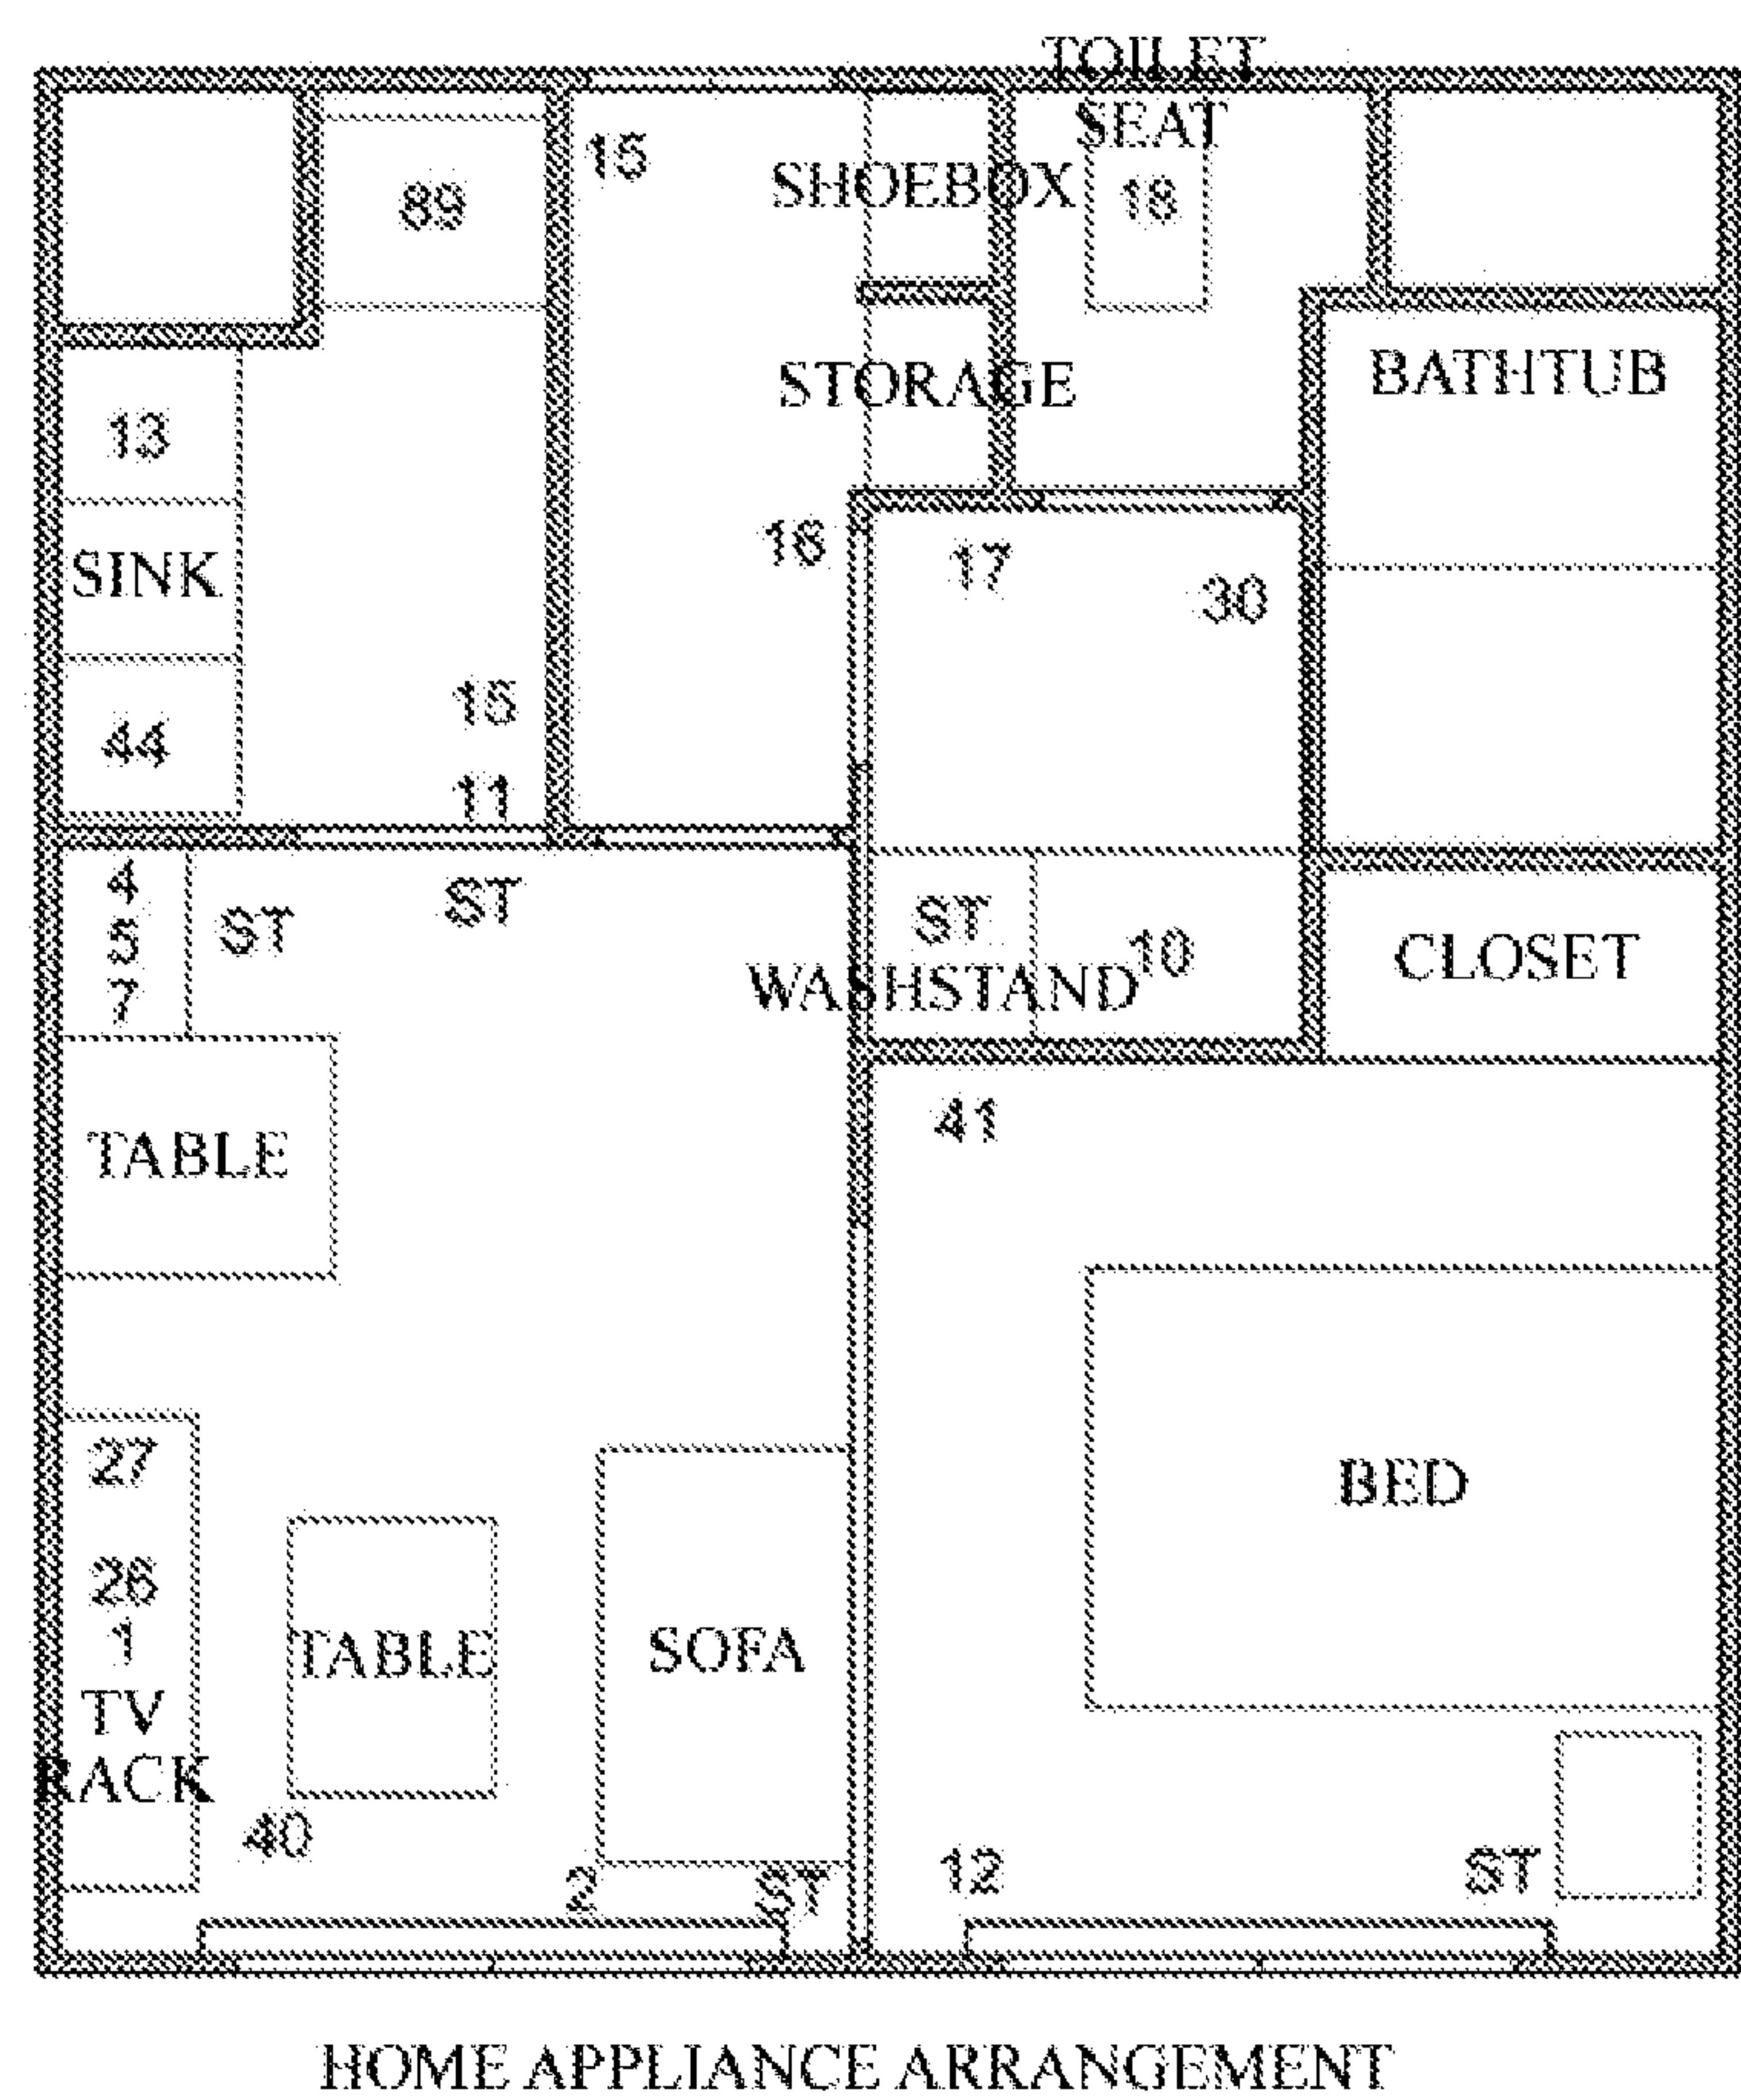 TOILET
SEAT
15
SHOEBOX
18
89
STORAGE
BATHTUB
13
16
17
SINK
30
15
44
11
4
ST
ST
ST
5
10
CLOSET
7
WASHSTAND
41
TABLE
27
BED
26
1
TABLE
SOFA
TV
RACK
40
2
ST
12
ST
HOME APPLIANCE ARRANGEMENT